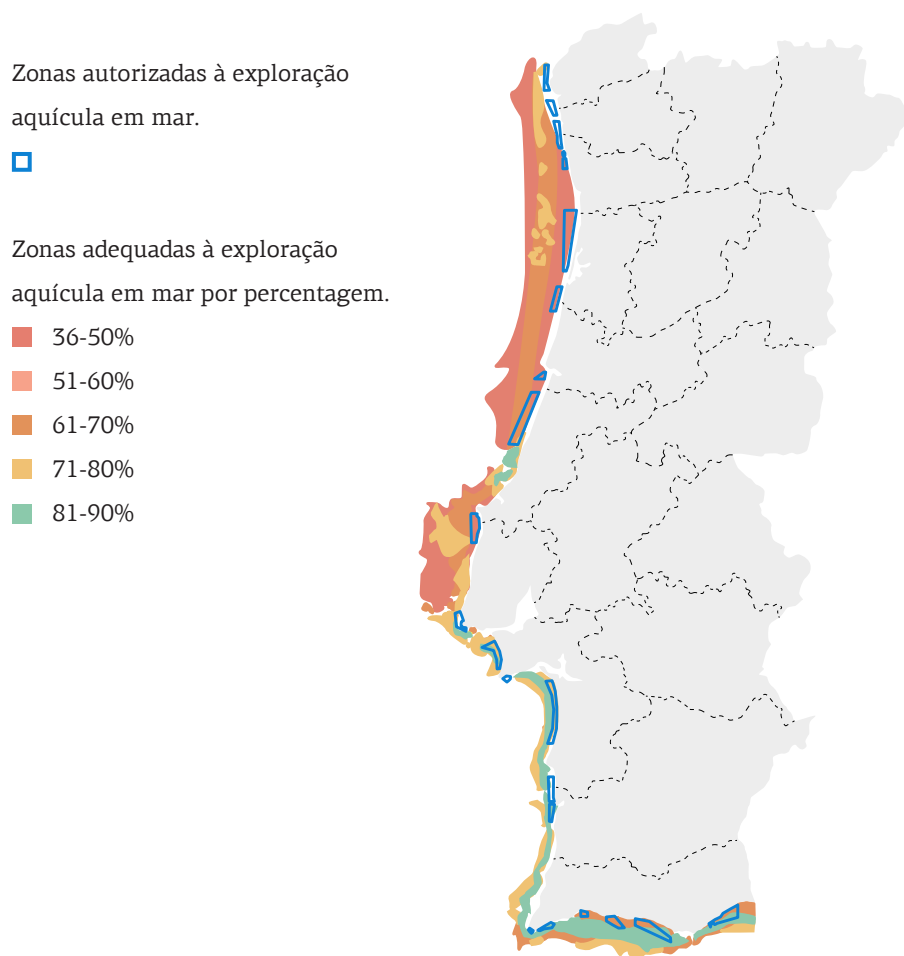 Zonas autorizadas à exploração
aquícula em mar.
Zonas adequadas à exploração
aquícula em mar por percentagem.
36-50%
51-60%
61-70%
71-80%
81-90%